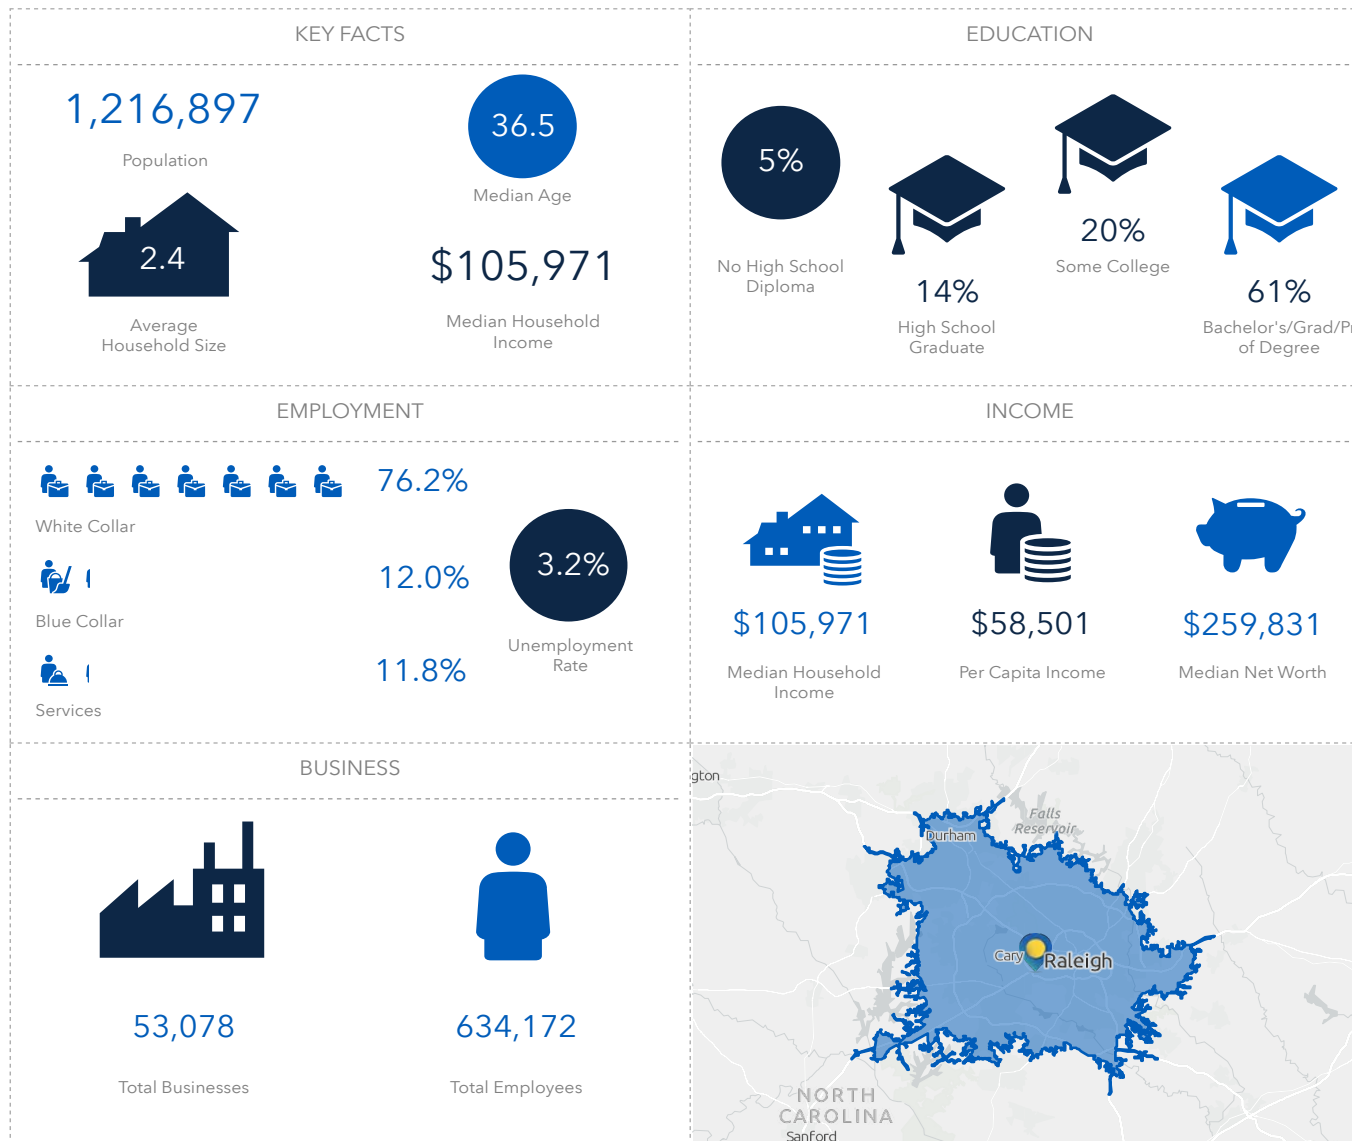 KEY FACTS
1,216,897
Population
36.5
Median Age
2.4
Average
Household Size
$105,971
Median Household
Income
EDUCATION
5%
No High School
Diploma
14%
High School
Graduate
20%
Some College
61%
Bachelor's/Grad/Pr
of Degree
EMPLOYMENT
76.2%
White Collar
12.0%
Blue Collar
11.8%
Services
3.2%
Unemployment
Rate
INCOME
$105,971
Median Household
Income
$58,501
Per Capita Income
$259,831
Median Net Worth
BUSINESS
53,078
Total Businesses
634,172
Total Employees
gton
Falls
Reservoir
Durham
Cary
Raleigh
NORTH
CAROLINA
Sanford